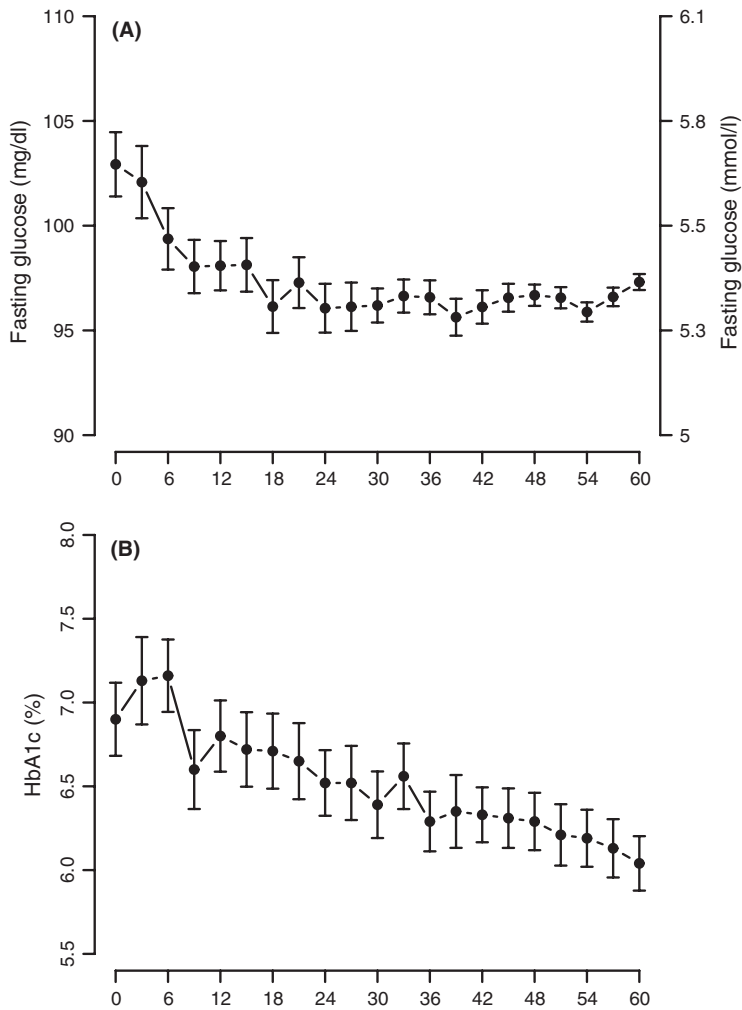 (A)
Fasting glucose (mg/dl)
110
105
100
95
90
6.1
5.8
5.5
5.3
5
Fasting glucose (mmol/l)
0 6 12 18 24 30 36 42 48 54 60
(B)
HbA1c (%)
8.0
7.5
7.0
6.5
6.0
5.5
0 6 12 18 24 30 36 42 48 54 60